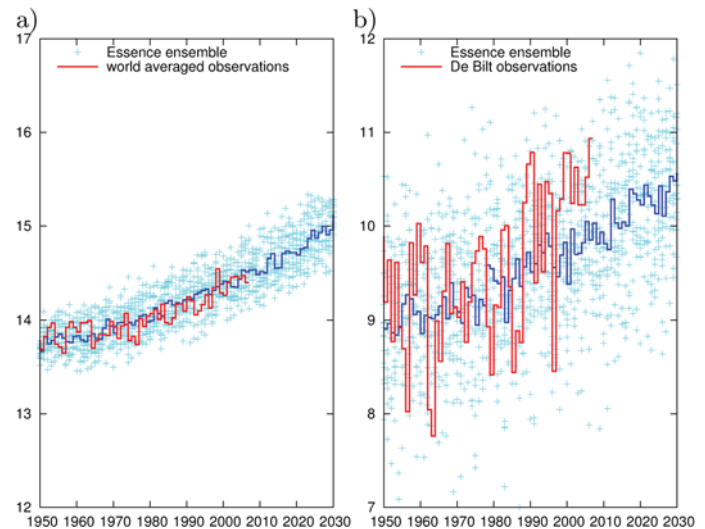 a)
Essence ensemble
world averaged observations
17
16
15
14
13
12
1950 1960 1970 1980 1990 2000 2010 2020 2030
b)
Essence ensemble
De Bilt observations
12
11
10
9
8
7
1950 1960 1970 1980 1990 2000 2010 2020 2030